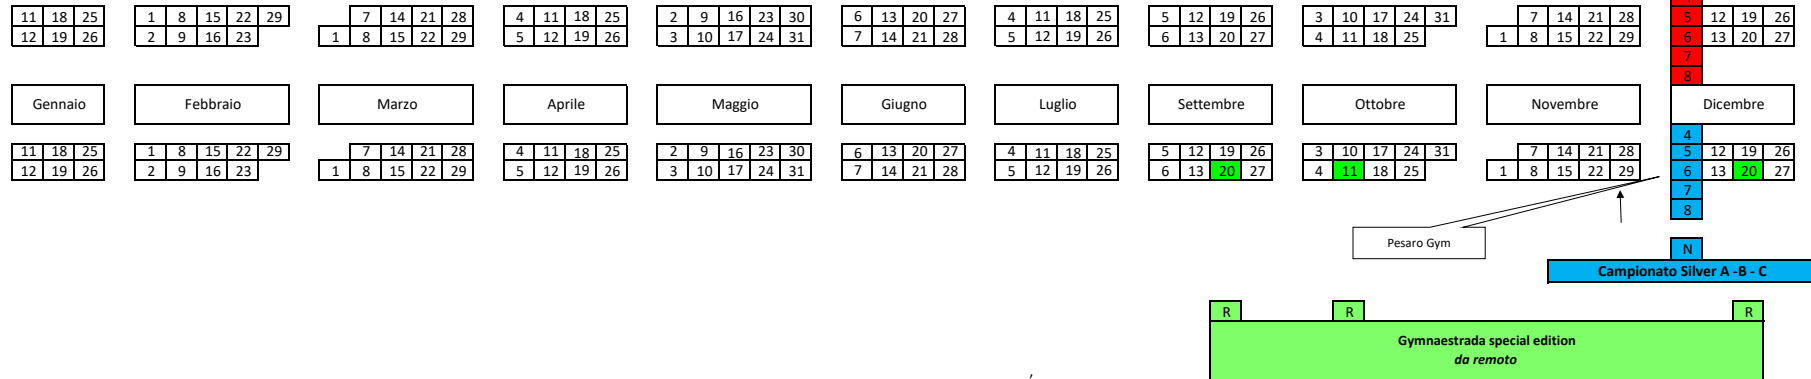 11 18 25 1 8 15 22 29 7 14 21 28 4 11 18 25 2 9 16 23 30 6 13 20 27 4 11 18 25 5 12 19 26 3 10 17 24 31 7 14 21 28 5 12 19 26
12 19 26 2 9 16 23 1 8 15 22 29 5 12 19 26 3 10 17 24 31 7 14 21 28 5 12 19 26 6 13 20 27 4 11 18 25 1 8 15 22 29 6 13 20 27
7
8
Gennaio Febbraio Marzo Aprile Maggio Giugno Luglio Settembre Ottobre Novembre Dicembre
4
11 18 25 1 8 15 22 29 7 14 21 28 4 11 18 25 2 9 16 23 30 6 13 20 27 4 11 18 25 5 12 19 26 3 10 17 24 31 7 14 21 28 5 12 19 26
12 19 26 2 9 16 23 1 8 15 22 29 5 12 19 26 3 10 17 24 31 7 14 21 28 5 12 19 26 6 13 20 27 4 11 18 25 1 8 15 22 29 6 13 20 27
7
8
Pesaro Gym
N
Campionato Silver A -B - C
R R R
Gymnaestrada special edition
da remoto
,